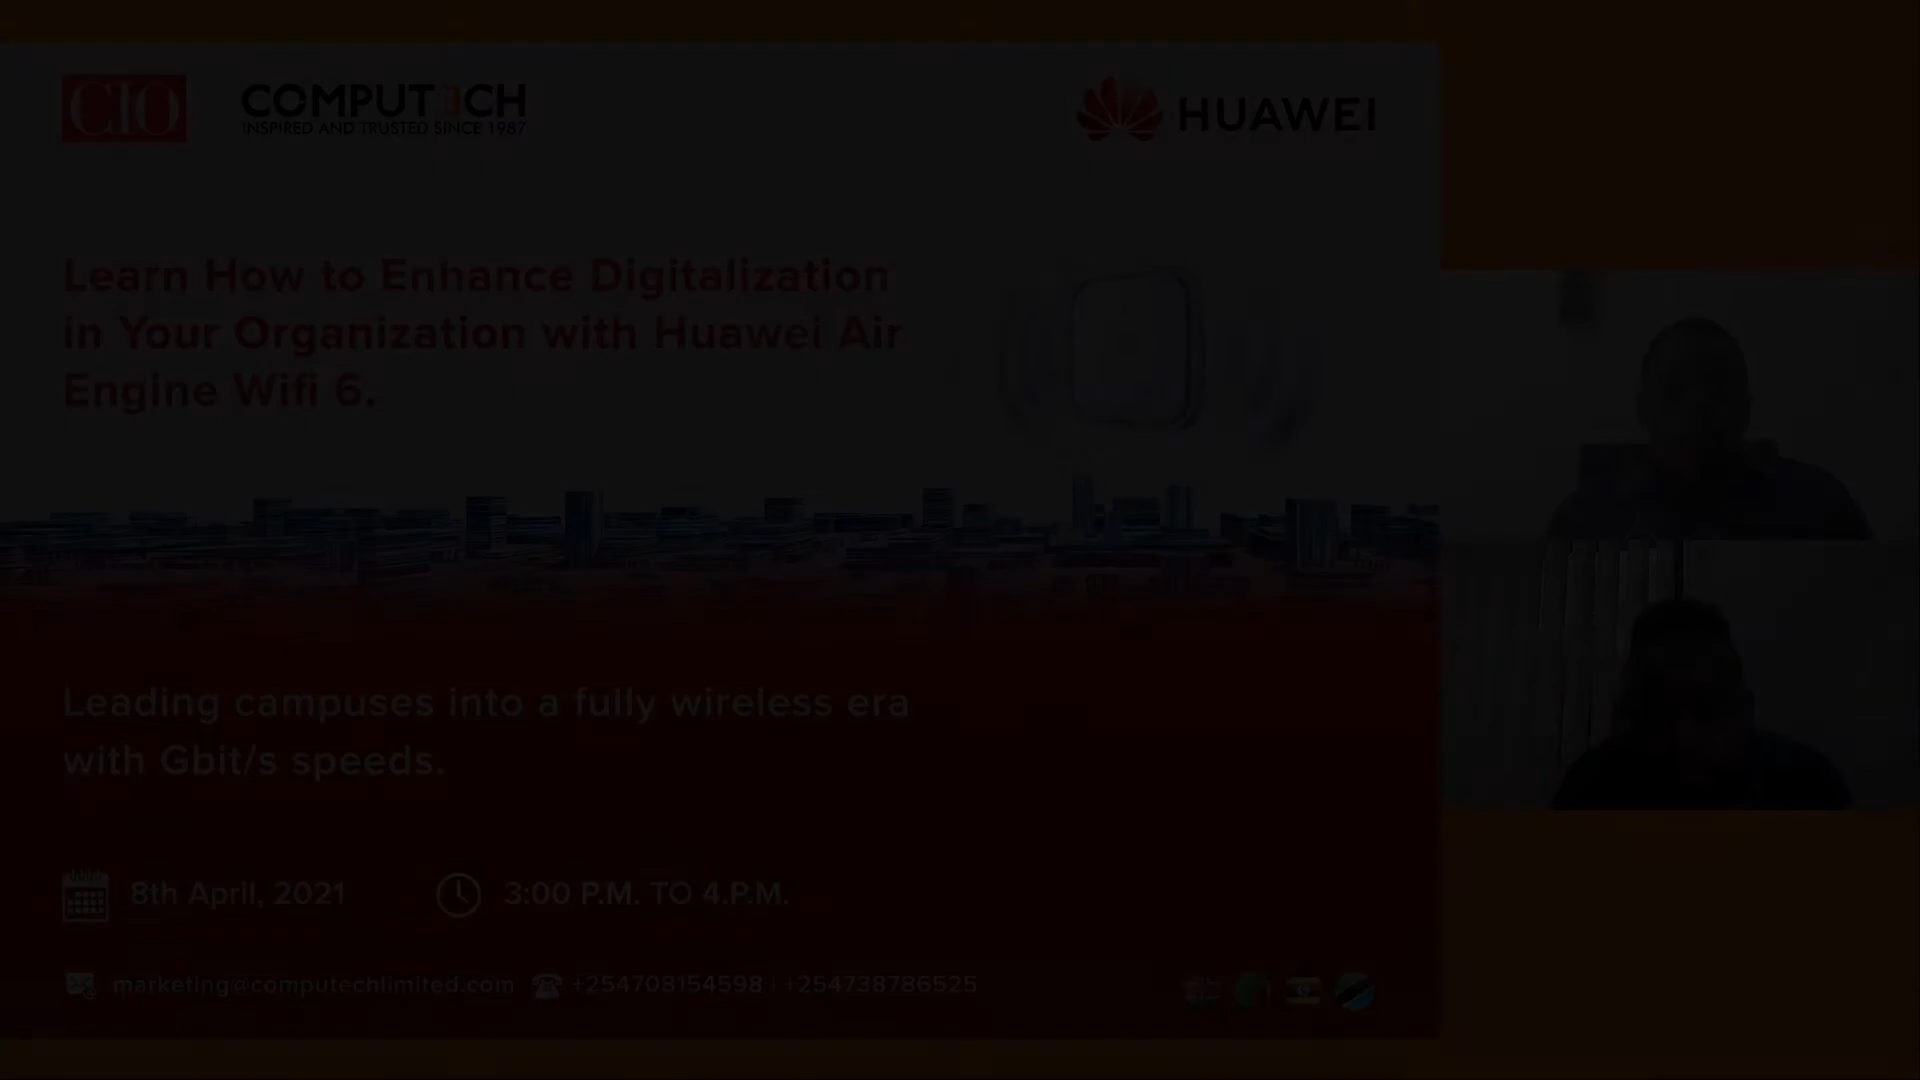 CIO
COMPUTECH
INSPIRED AND TRUSTED SINCE 1987
HUAWEI
Learn How to Enhance Digitalization
in Your Organization with Huawei Air
Engine Wifi 6.
Leading campuses into a fully wireless era
with Gbit/s speeds.
8th April, 2021
3:00 P.M. TO 4.P.M.
marketing@computechlimited.com
+254708154598 | +254738786525